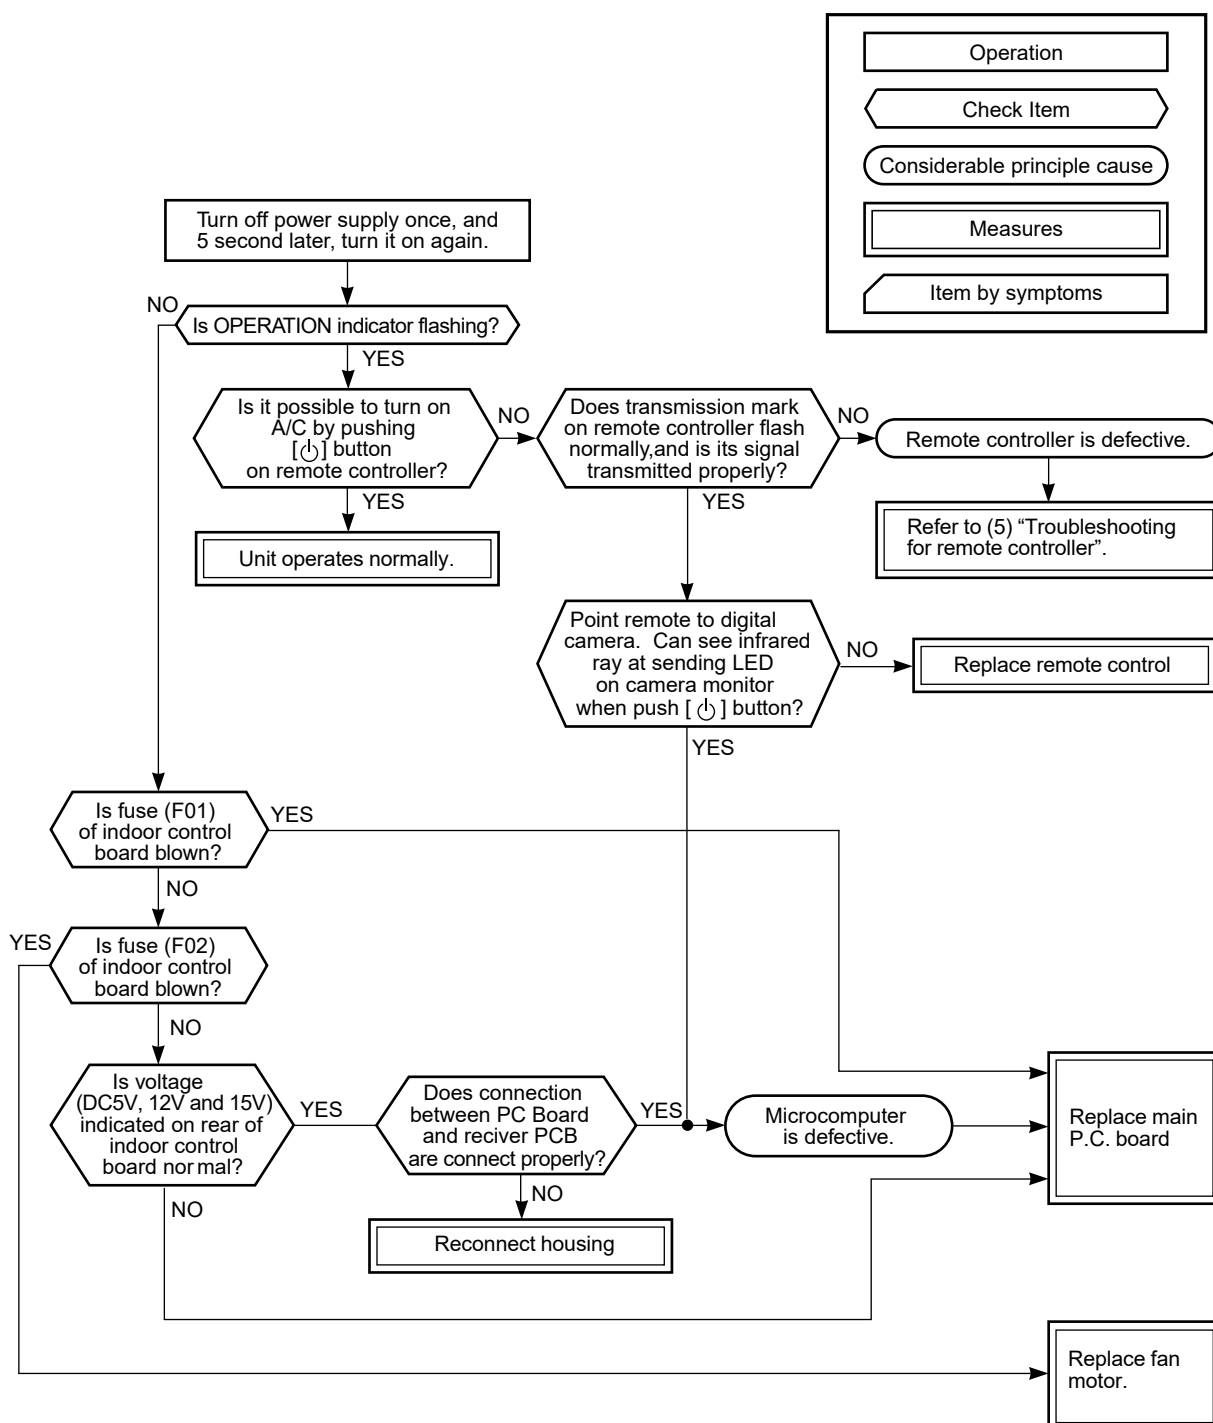 Operation
Check Item
Considerable principle cause
Measures
Item by symptoms
Turn off power supply once, and
5 second later, turn it on again.
NO
Is OPERATION indicator flashing?
YES
Is it possible to turn on
A/C by pushing
[ ] button
on remote controller?
NO
Does transmission mark
on remote controller flash
normally,and is its signal
transmitted properly?
NO
Remote controller is defective.
YES
YES
Refer to (5) “Troubleshooting
for remote controller”.
Unit operates normally.
Point remote to digital
camera. Can see infrared
ray at sending LED
on camera monitor
when push [ ] button?
NO
Replace remote control
YES
Is fuse (F01)
of indoor control
board blown?
YES
NO
YES
Is fuse (F02)
of indoor control
board blown?
NO
Is voltage
(DC5V, 12V and 15V)
indicated on rear of
indoor control
board normal?
YES
Does connection
between PC Board
and reciver PCB
are connect properly?
YES
Microcomputer
is defective.
Replace main
P.C. board
NO
NO
Reconnect housing
Replace fan
motor.